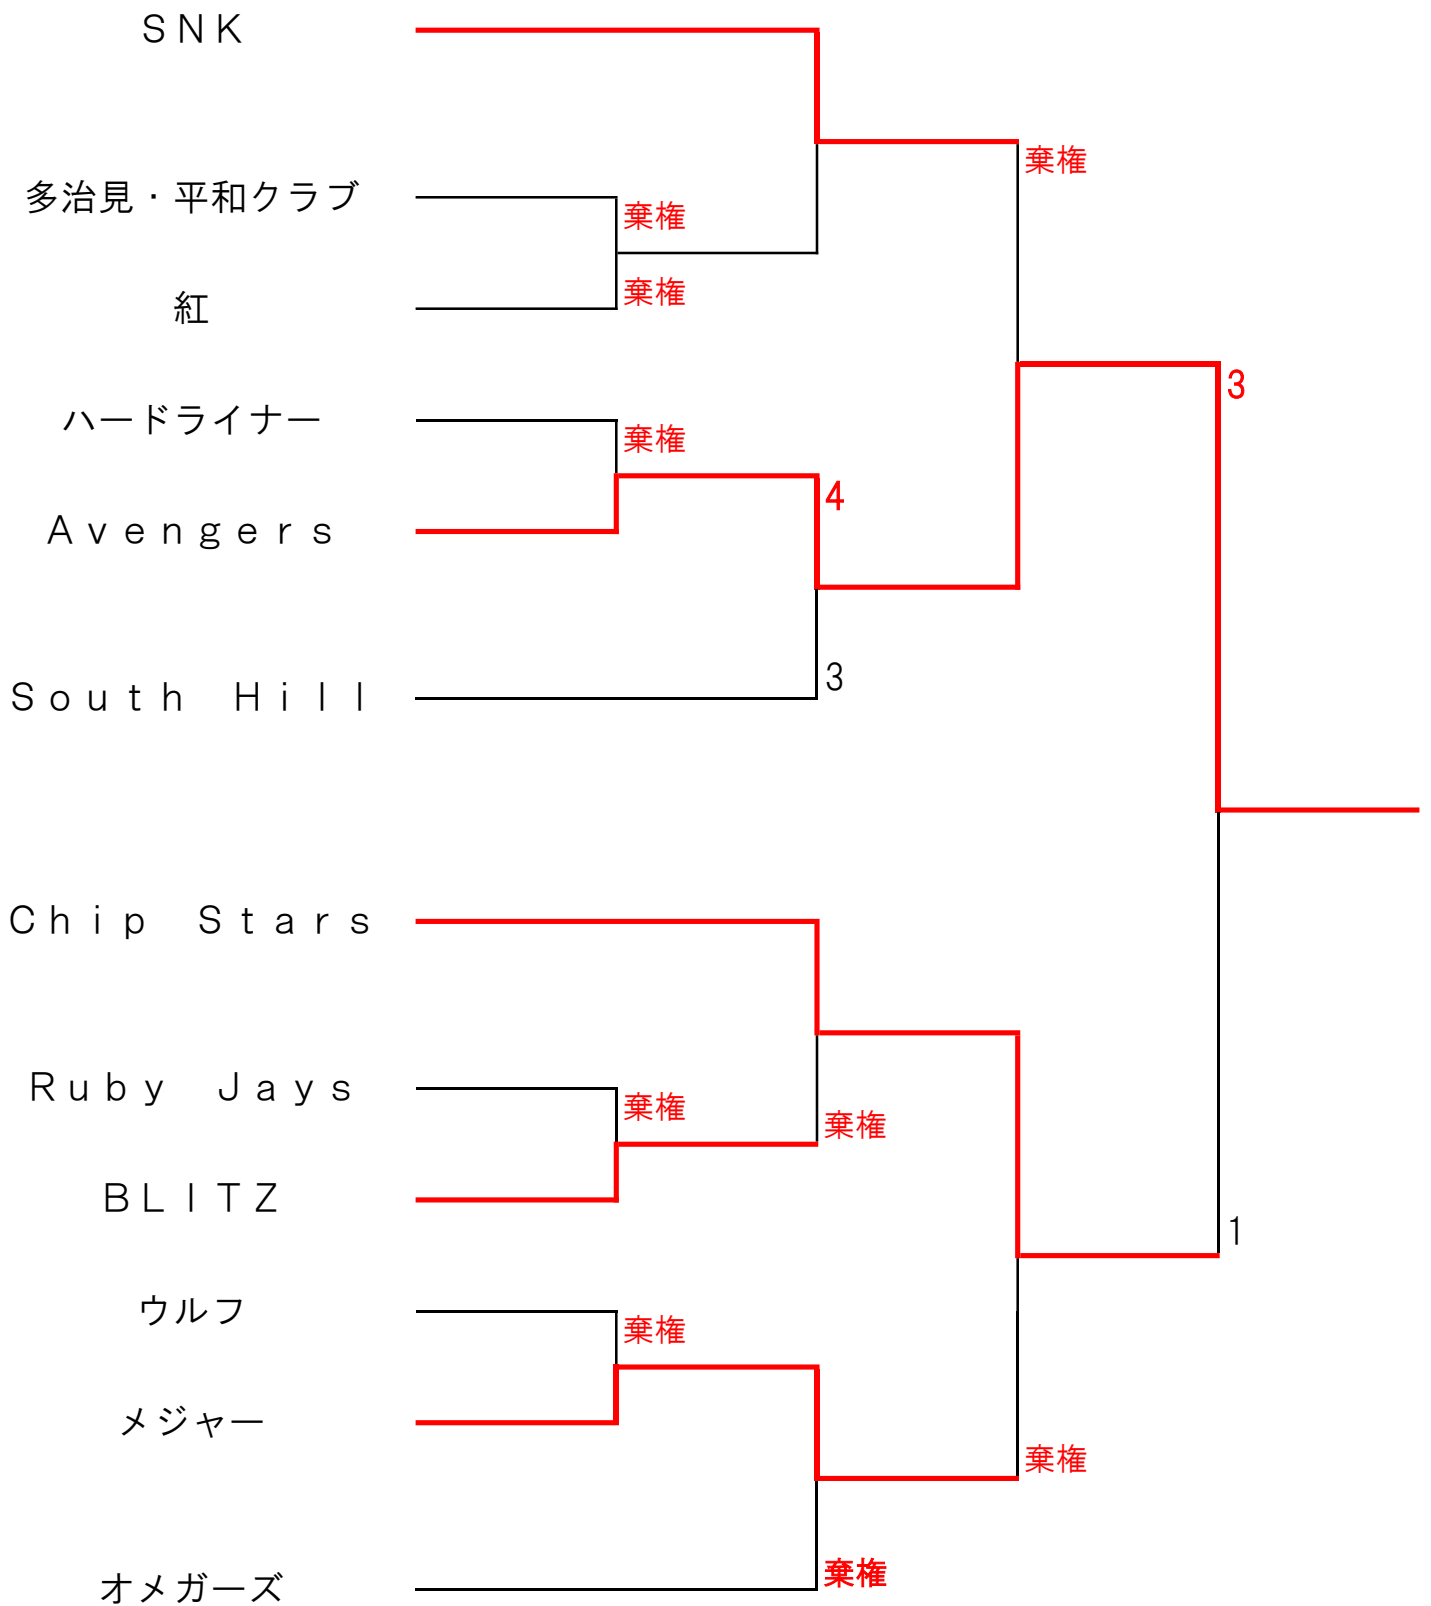 ＳＮＫ
棄権
多治見・平和クラブ
棄権
棄権
紅
3
ハードライナー
棄権
4
Ａｖｅｎｇｅｒｓ
3
Ｓｏｕｔｈ　Ｈｉｌｌ
Ｃｈｉｐ　Ｓｔａｒｓ
Ｒｕｂｙ　Ｊａｙｓ
棄権
棄権
ＢＬＩＴＺ
1
ウルフ
棄権
メジャー
棄権
棄権
オメガーズ